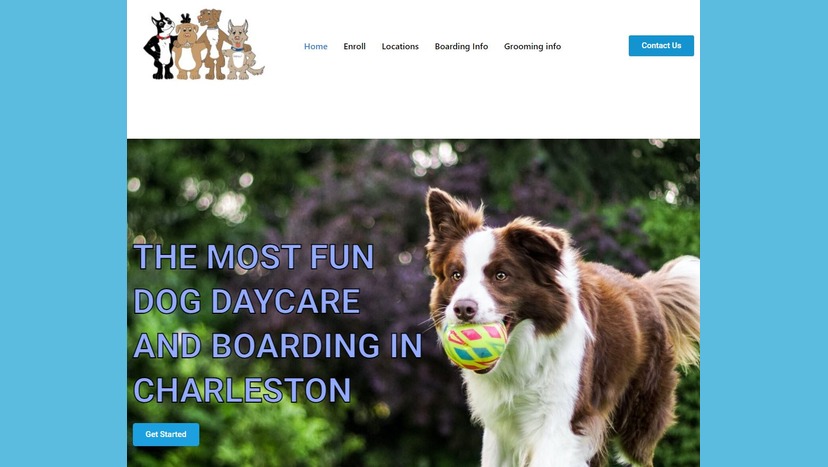 Home Enroll Locations Boarding Info Grooming info Contact Us
THE MOST FUN
DOG DAYCARE
AND BOARDING IN
CHARLESTON
Get Started